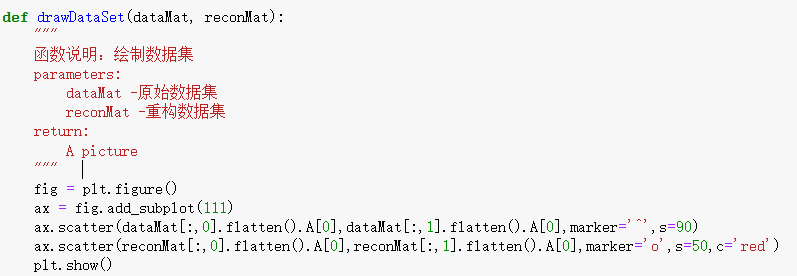 def drawDataSet(dataMat, reconMat):
    """
    函数说明：绘制数据集
    parameters:
        dataMat -原始数据集
        reconMat -重构数据集
    return:
        A picture
    """
    fig = plt.figure()
    ax = fig.add_subplot(111)
    ax.scatter(dataMat[:,0].flatten().A[0],dataMat[:,1].flatten().A[0],marker='^',s=90)
    ax.scatter(reconMat[:,0].flatten().A[0],reconMat[:,1].flatten().A[0],marker='o',s=50,c='red')
    plt.show()